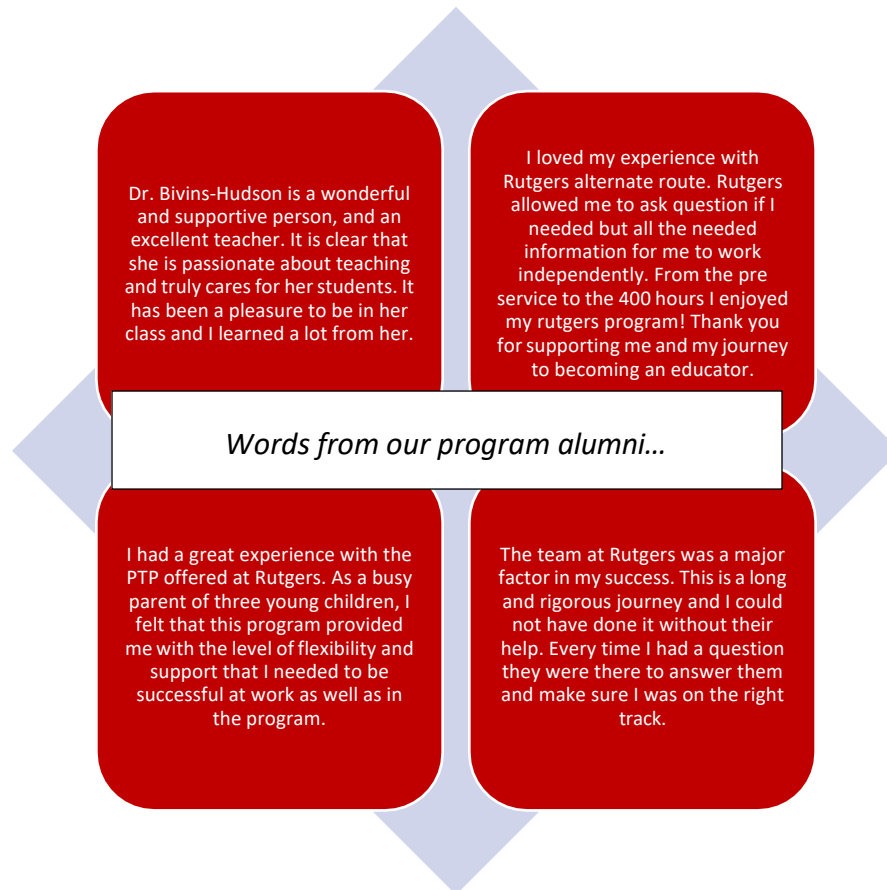 Dr. Bivins-Hudson is a wonderful
and supportive person, and an
excellent teacher. It is clear that
she is passionate about teaching
and truly cares for her students. It
has been a pleasure to be in her
class and I learned a lot from her.
I loved my experience with
Rutgers alternate route. Rutgers
allowed me to ask question if I
needed but all the needed
information for me to work
independently. From the pre
service to the 400 hours I enjoyed
my rutgers program! Thank you
for supporting me and my journey
to becoming an educator.
Words from our program alumni…
I had a great experience with the
PTP offered at Rutgers. As a busy
parent of three young children, I
felt that this program provided
me with the level of flexibility and
support that I needed to be
successful at work as well as in
the program.
The team at Rutgers was a major
factor in my success. This is a long
and rigorous journey and I could
not have done it without their
help. Every time I had a question
they were there to answer them
and make sure I was on the right
track.